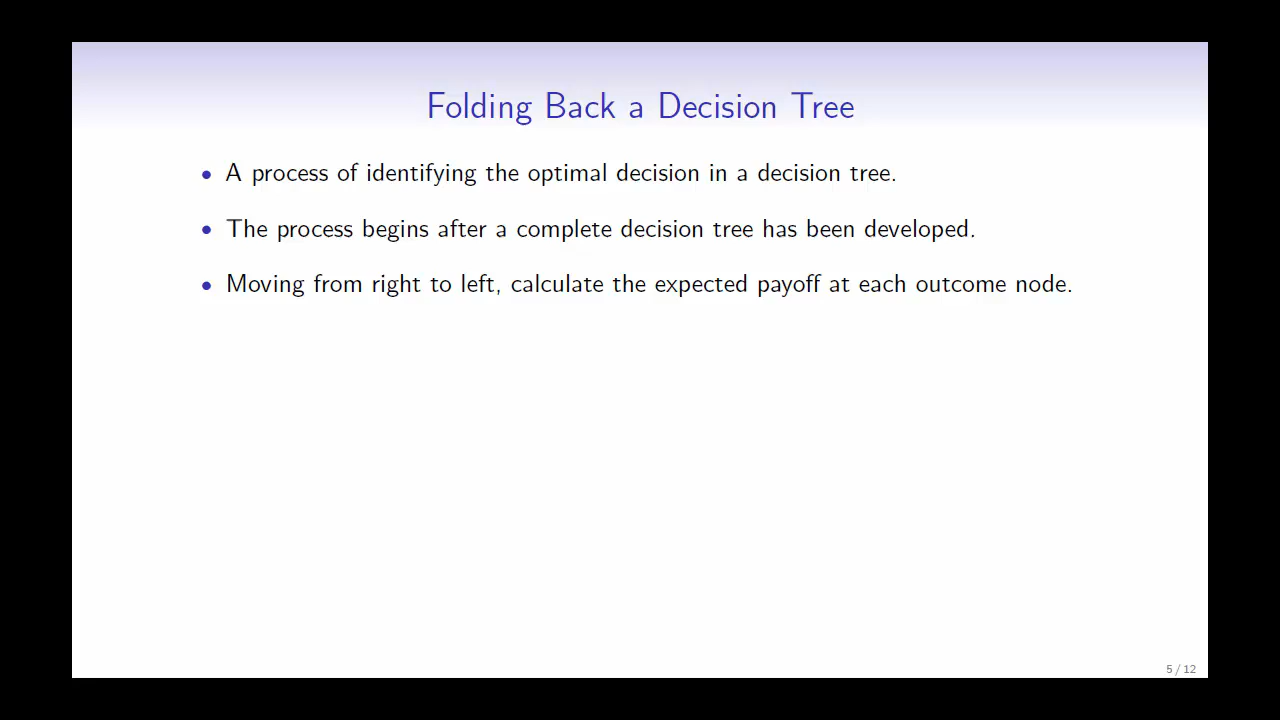 Folding Back a Decision Tree
• A process of identifying the optimal decision in a decision tree.
• The process begins after a complete decision tree has been developed.
• Moving from right to left, calculate the expected payoff at each outcome node.
5 / 12